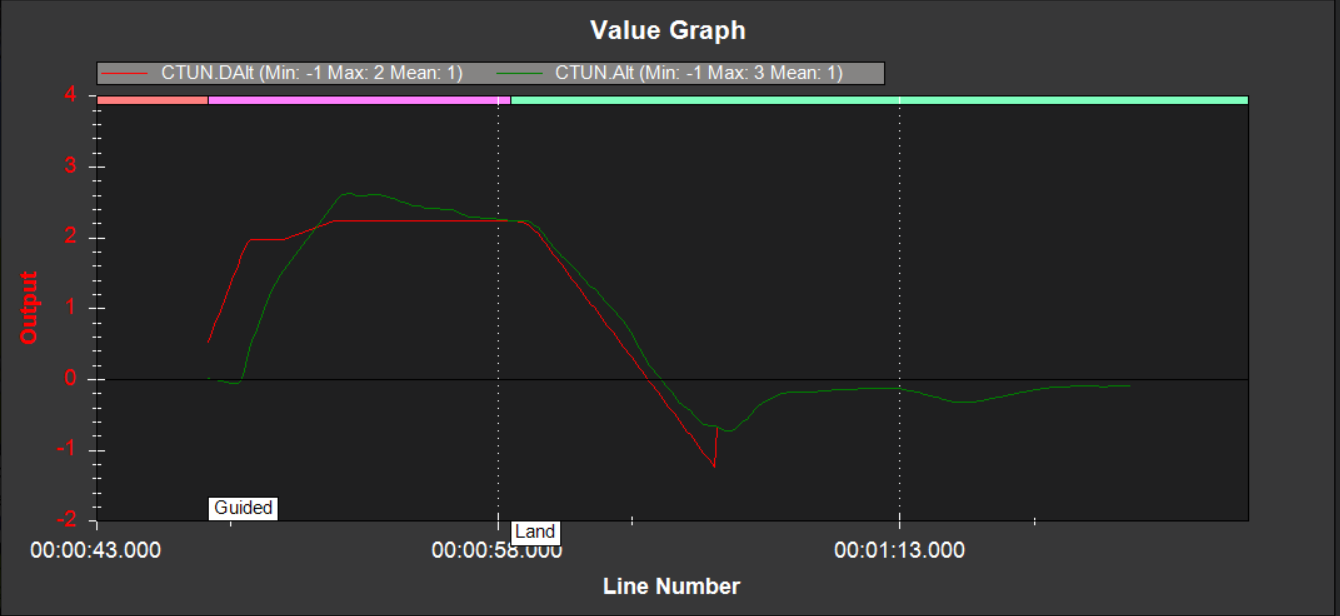 Value Graph
CTUN.DAlt (Min: -1 Max: 2 Mean: 1) CTUN.Alt (Min: -1 Max: 3 Mean: 1)
4
3
2
1
0
-1
-2
Output
Guided
Land
00:00:43.000 00:00:58.000 00:01:13.000
Line Number